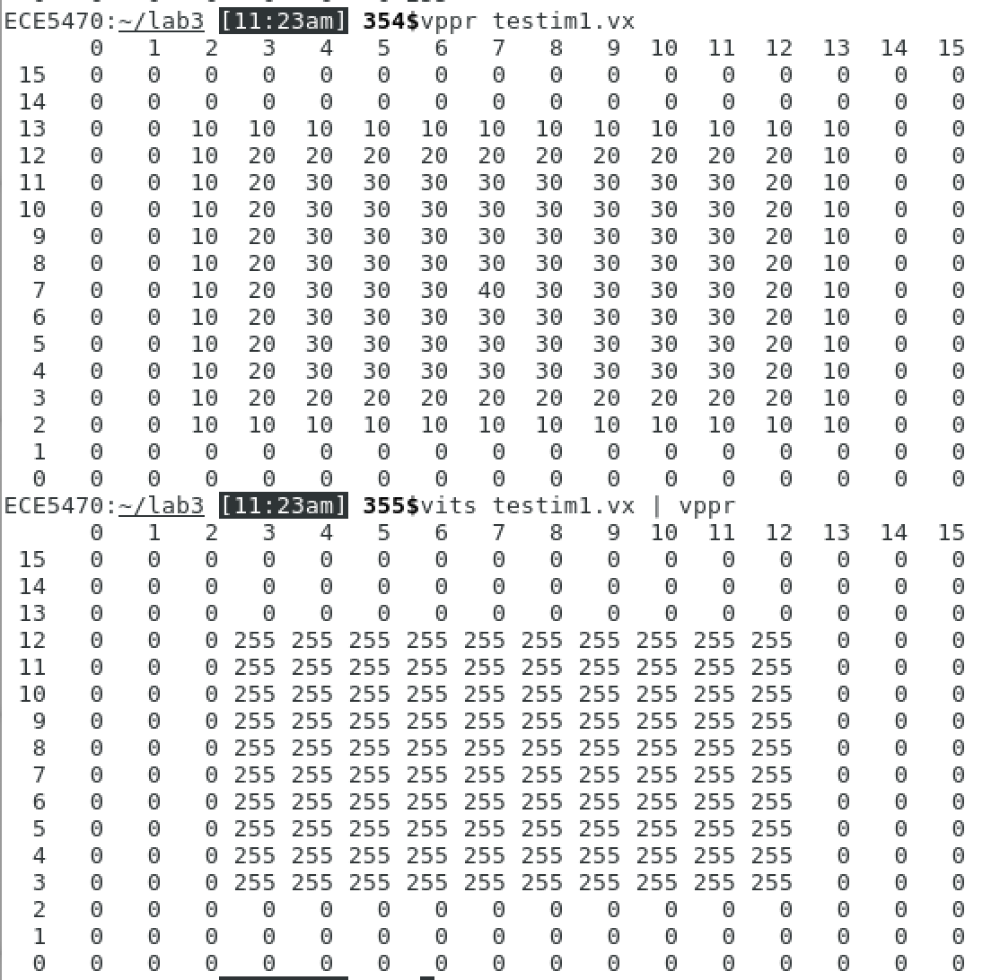 ECE5470:~/lab3 [11:23am] 354$vppr testim1.vx
0 1 2 3 4 5 6 7 8 9 10 11 12 13 14 15
15 0 0 0 0 0 0 0 0 0 0 0 0 0 0 0 0
14 0 0 0 0 0 0 0 0 0 0 0 0 0 0 0 0
13 0 0 10 10 10 10 10 10 10 10 10 10 10 10 0 0
12 0 0 10 20 20 20 20 20 20 20 20 20 20 10 0 0
11 0 0 10 20 30 30 30 30 30 30 30 30 20 10 0 0
10 0 0 10 20 30 30 30 30 30 30 30 30 20 10 0 0
9 0 0 10 20 30 30 30 30 30 30 30 30 20 10 0 0
8 0 0 10 20 30 30 30 30 30 30 30 30 20 10 0 0
7 0 0 10 20 30 30 30 40 30 30 30 30 20 10 0 0
6 0 0 10 20 30 30 30 30 30 30 30 30 20 10 0 0
5 0 0 10 20 30 30 30 30 30 30 30 30 20 10 0 0
4 0 0 10 20 30 30 30 30 30 30 30 30 20 10 0 0
3 0 0 10 20 20 20 20 20 20 20 20 20 20 10 0 0
2 0 0 10 10 10 10 10 10 10 10 10 10 10 10 0 0
1 0 0 0 0 0 0 0 0 0 0 0 0 0 0 0 0
0 0 0 0 0 0 0 0 0 0 0 0 0 0 0 0 0
ECE5470:~/lab3 [11:23am] 355$vits testim1.vx | vppr
0 1 2 3 4 5 6 7 8 9 10 11 12 13 14 15
15 0 0 0 0 0 0 0 0 0 0 0 0 0 0 0 0
14 0 0 0 0 0 0 0 0 0 0 0 0 0 0 0 0
13 0 0 0 0 0 0 0 0 0 0 0 0 0 0 0 0
12 0 0 0 255 255 255 255 255 255 255 255 255 255 0 0 0
11 0 0 0 255 255 255 255 255 255 255 255 255 255 0 0 0
10 0 0 0 255 255 255 255 255 255 255 255 255 255 0 0 0
9 0 0 0 255 255 255 255 255 255 255 255 255 255 0 0 0
8 0 0 0 255 255 255 255 255 255 255 255 255 255 0 0 0
7 0 0 0 255 255 255 255 255 255 255 255 255 255 0 0 0
6 0 0 0 255 255 255 255 255 255 255 255 255 255 0 0 0
5 0 0 0 255 255 255 255 255 255 255 255 255 255 0 0 0
4 0 0 0 255 255 255 255 255 255 255 255 255 255 0 0 0
3 0 0 0 255 255 255 255 255 255 255 255 255 255 0 0 0
2 0 0 0 0 0 0 0 0 0 0 0 0 0 0 0 0
1 0 0 0 0 0 0 0 0 0 0 0 0 0 0 0 0
0 0 0 0 0 0 0 0 0 0 0 0 0 0 0 0 0